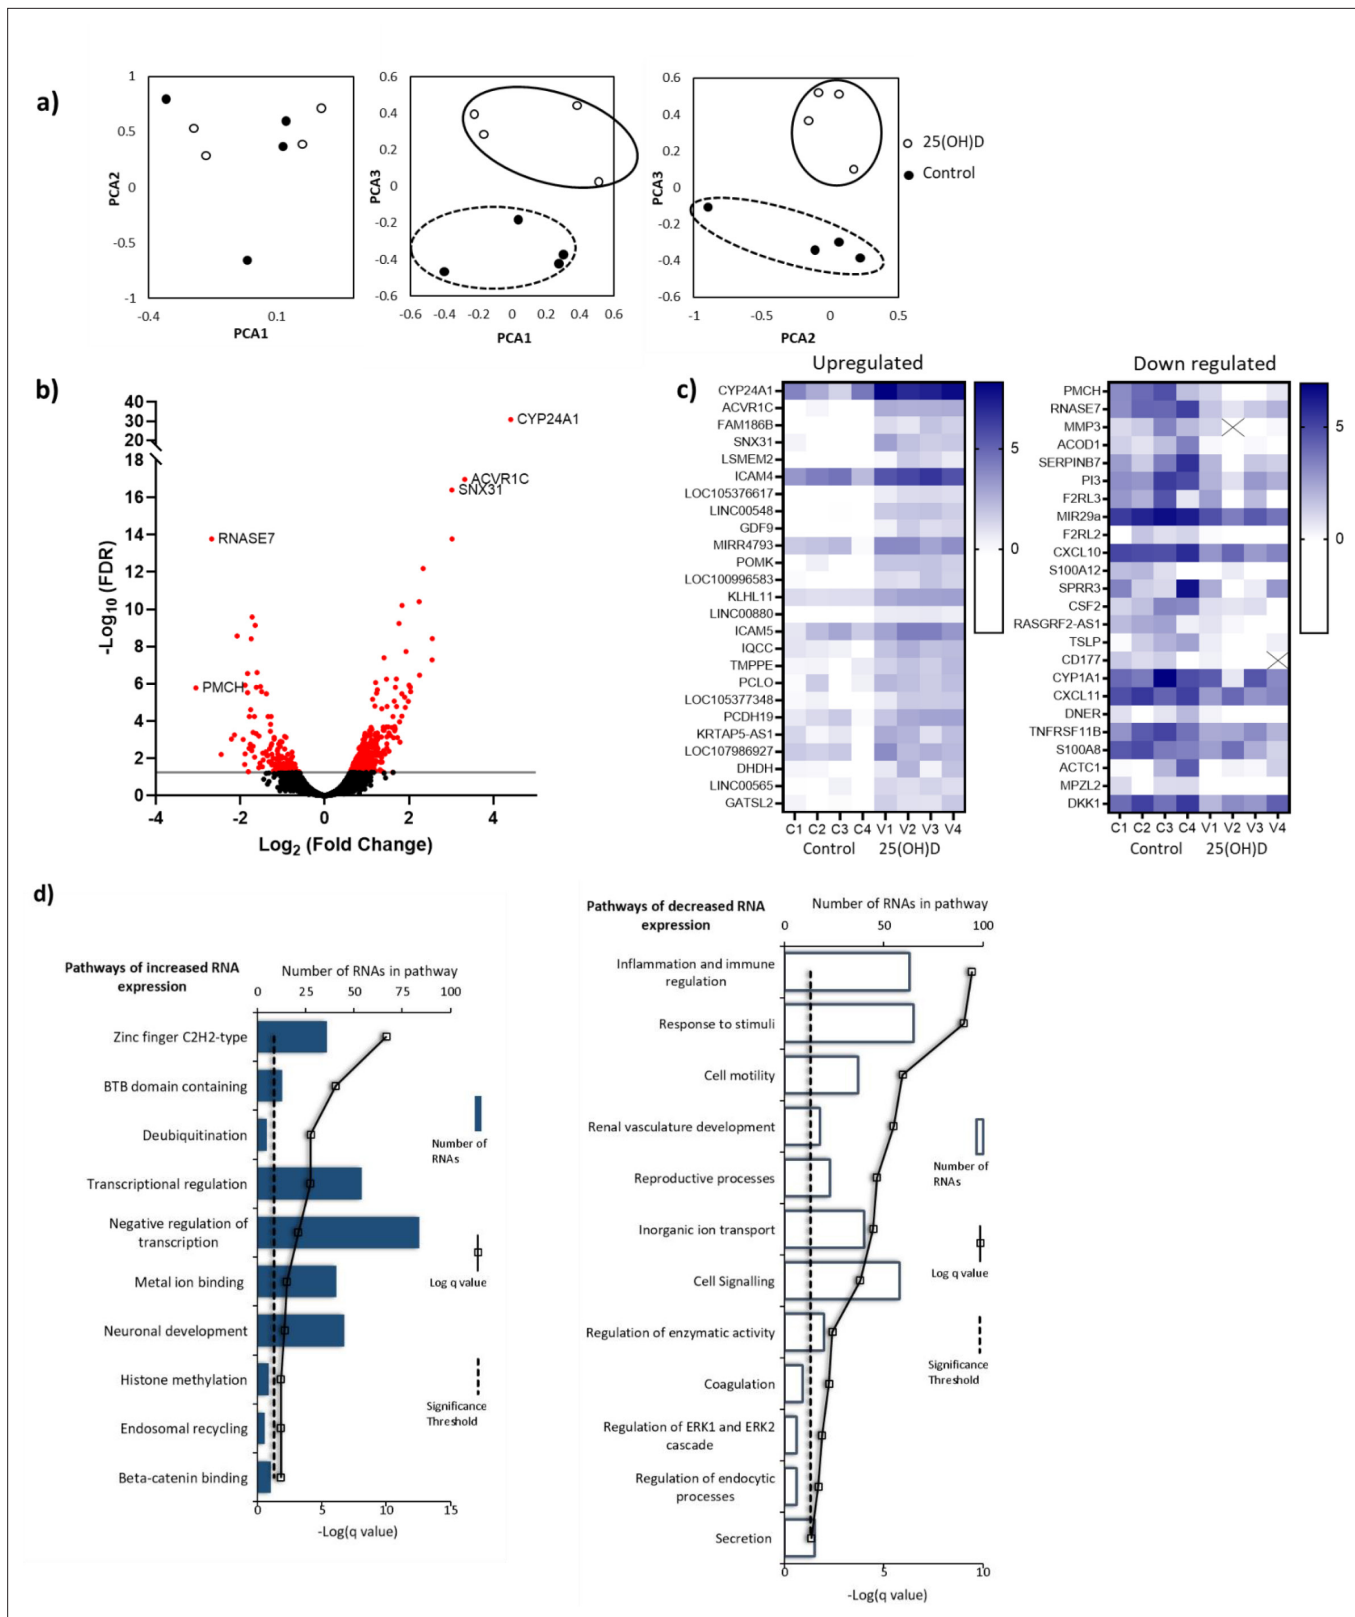 a)
1
0.5
0
-0.5
-1
PCA2
-0.4
0.1
PCA1
0.6
0.4
0.2
0
-0.2
-0.4
-0.6
PCA3
-0.6
-0.4
-0.2
0
0.2
0.4
0.6
PCA1
0.6
0.4
0.2
0
-0.2
-0.4
-0.6
PCA3
-1
-0.5
0
0.5
PCA2
25(OH)D
Control
b)
40
30
20
18
16
14
12
10
8
6
4
2
0
-Log10 (FDR)
CYP24A1
ACVR1C
SNX31
RNASE7
PMCH
-4
-2
0
2
4
Log2 (Fold Change)
c)
Upregulated
CYP24A1
ACVR1C
FAM186B
SNX31
LSMEM2
ICAM4
LOC105376617
LINC00548
GDF9
MIRR4793
POMK
LOC100996583
KLHL11
LINC00880
ICAM5
IQCC
TMPPE
PCLO
LOC105377348
PCDH19
KRTAP5-AS1
LOC107986927
DHDH
LINC00565
GATSL2
5
0
C1 C2 C3 C4 V1 V2 V3 V4
Control 25(OH)D
Down regulated
PMCH
RNASE7
MMP3
ACOD1
SERPINB7
PI3
F2RL3
MIR29a
F2RL2
CXCL10
S100A12
SPRR3
CSF2
RASGRF2-AS1
TSLP
CD177
CYP1A1
CXCL11
DNER
TNFRSF11B
S100A8
ACTC1
MPZL2
DKK1
5
0
C1 C2 C3 C4 V1 V2 V3 V4
Control 25(OH)D
d)
Pathways of increased RNA
expression
Number of RNAs in pathway
0 25 50 75 100
Zinc finger C2H2-type
BTB domain containing
Deubiquitination
Transcriptional regulation
Negative regulation of
transcription
Metal ion binding
Neuronal development
Histone methylation
Endosomal recycling
Beta-catenin binding
0 5 10 15
-Log(q value)
Number of
RNAs
Log q value
Significance
Threshold
Pathways of decreased RNA
expression
Number of RNAs in pathway
0 50 100
Inflammation and immune
regulation
Response to stimuli
Cell motility
Renal vasculature development
Reproductive processes
Inorganic ion transport
Cell Signalling
Regulation of enzymatic activity
Coagulation
Regulation of ERK1 and ERK2
cascade
Regulation of endocytic
processes
Secretion
0 5 10
-Log(q value)
Number of
RNAs
Log q value
Significance
Threshold